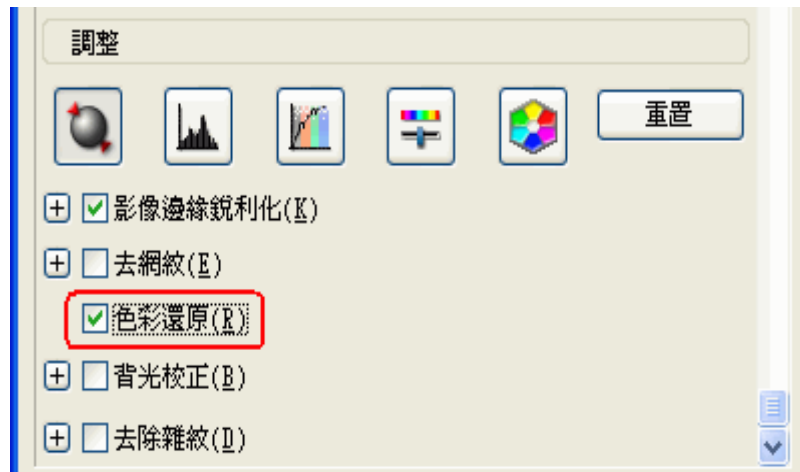 調整
重置
影像邊緣銳利化(K)
去網紋(E)
色彩還原(R)
背光校正(B)
去除雜紋(D)